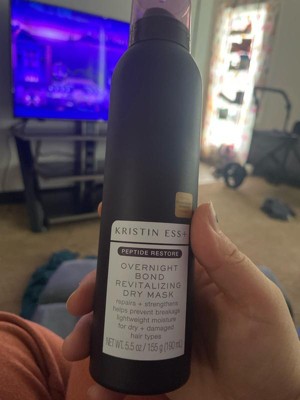 KRISTIN ESS+
PEPTIDE RESTORE
OVERNIGHT
BOND
REVITALIZING
DRY MASK
repairs + strengthens
helps prevent breakage
lightweight moisture
for dry + damaged
hair types
NET WT. 5.5 oz / 155 g (190 mL)